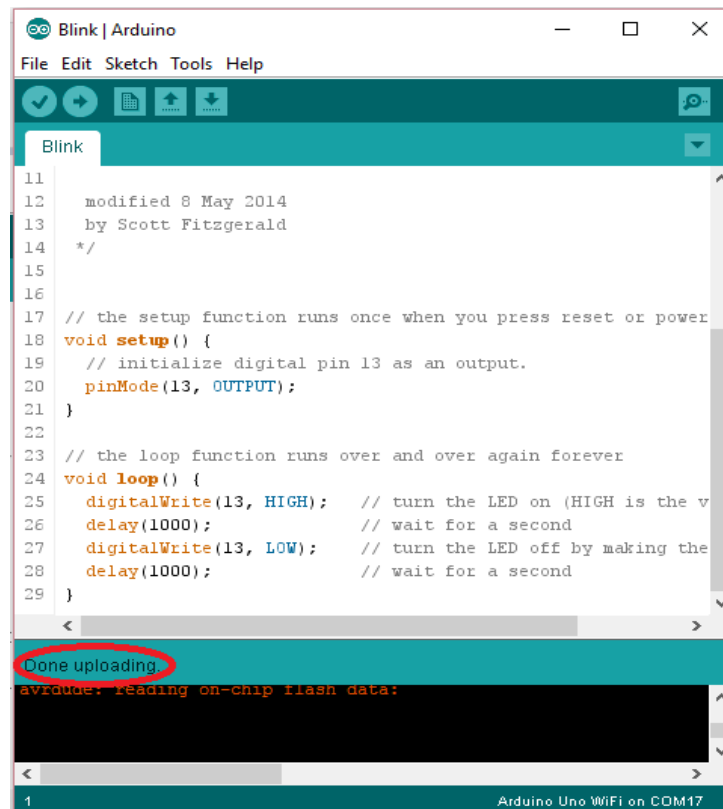 Blink | Arduino
File Edit Sketch Tools Help
Blink
11
12 modified 8 May 2014
13 by Scott Fitzgerald
14 */
15
16
17 // the setup function runs once when you press reset or power
18 void setup() {
19 // initialize digital pin 13 as an output.
20 pinMode(13, OUTPUT);
21 }
22
23 // the loop function runs over and over again forever
24 void loop() {
25 digitalWrite(13, HIGH); // turn the LED on (HIGH is the v
26 delay(1000); // wait for a second
27 digitalWrite(13, LOW); // turn the LED off by making the
28 delay(1000); // wait for a second
29 }
Done uploading.
avrdude: reading on-chip flash data:
1 Arduino Uno WiFi on COM17